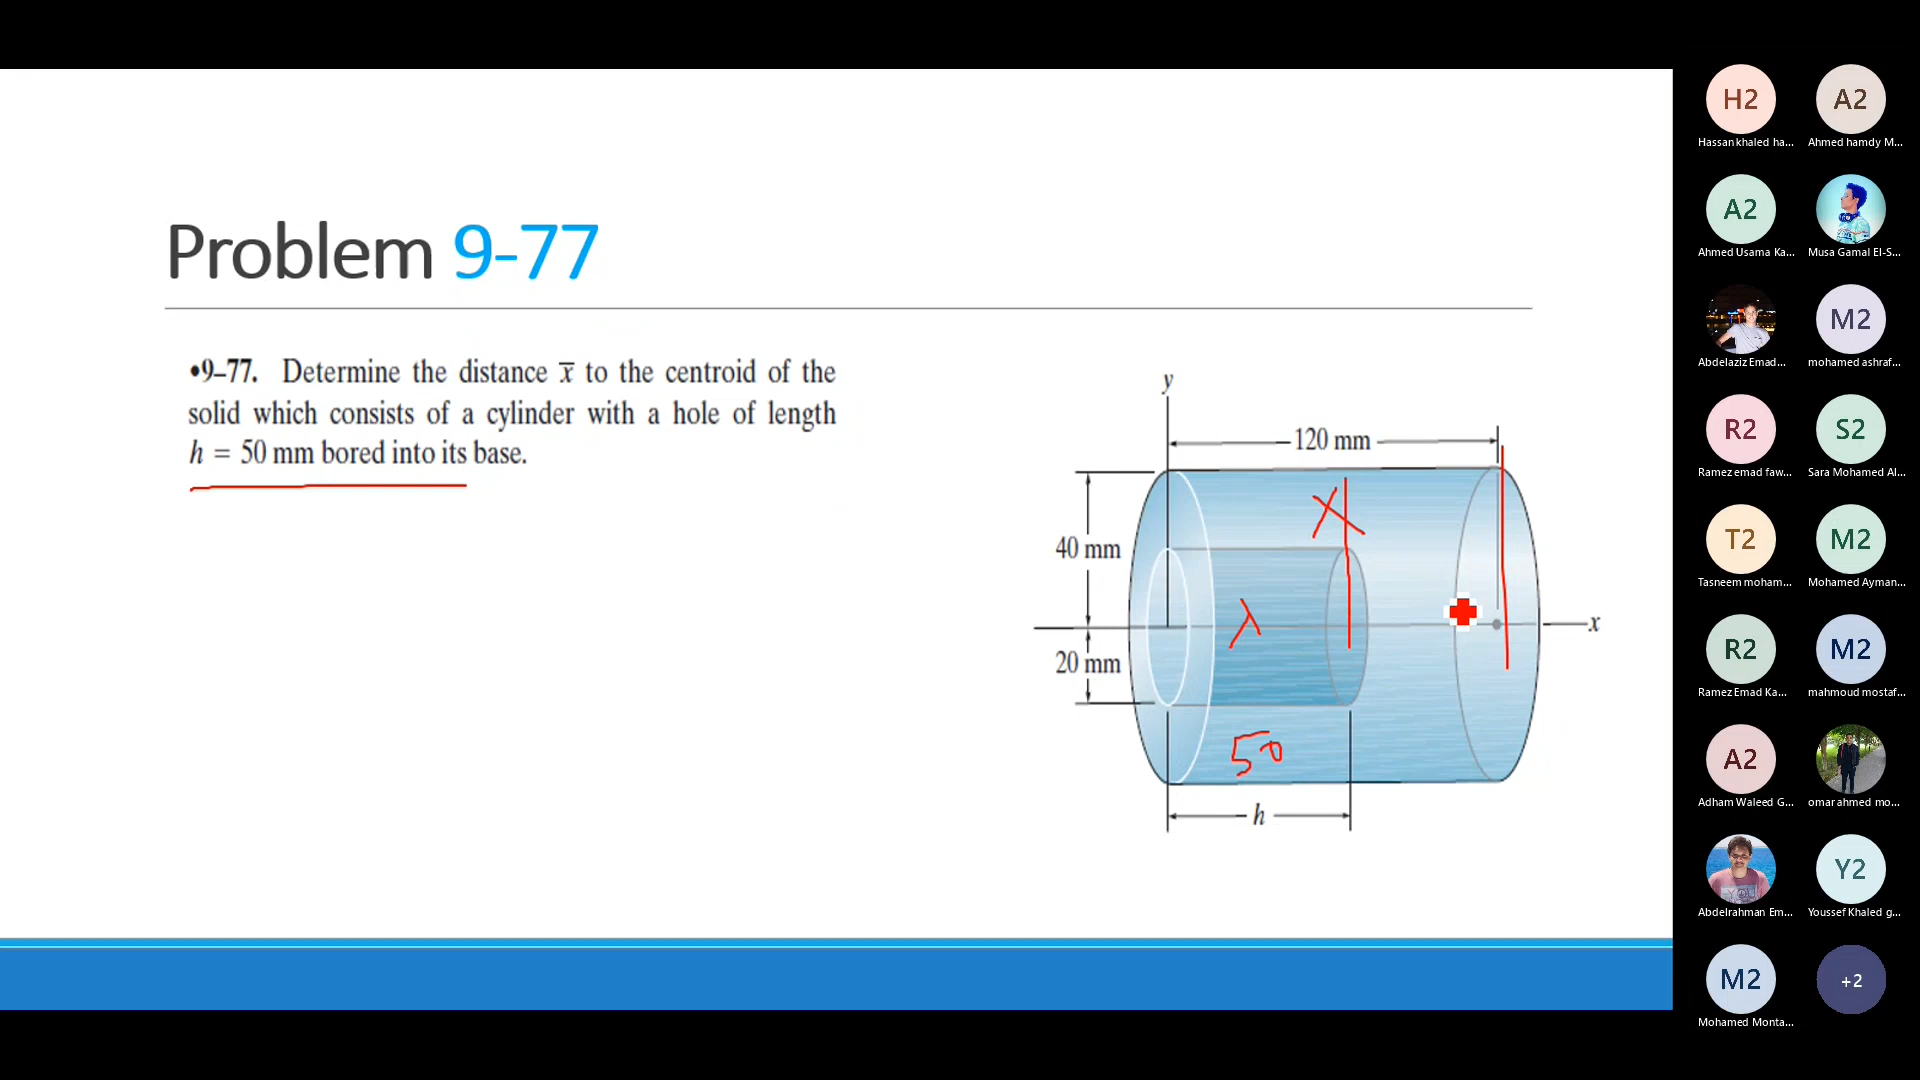 Problem 9-77
•9–77. Determine the distance x̅ to the centroid of the
solid which consists of a cylinder with a hole of length
h = 50 mm bored into its base.
y
120 mm
40 mm
x
20 mm
50
h
H2
Hassan khaled ha...
A2
Ahmed hamdy M...
A2
Ahmed Usama Ka...
Musa Gamal El-S...
Abdelaziz Emad...
M2
mohamed ashraf...
R2
Ramez emad faw...
S2
Sara Mohamed Al...
T2
Tasneem moham...
M2
Mohamed Ayman...
R2
Ramez Emad Ka...
M2
mahmoud mostaf...
A2
Adham Waleed G...
omar ahmed mo...
Abdelrahman Em...
Y2
Youssef Khaled g...
M2
Mohamed Monta...
+2